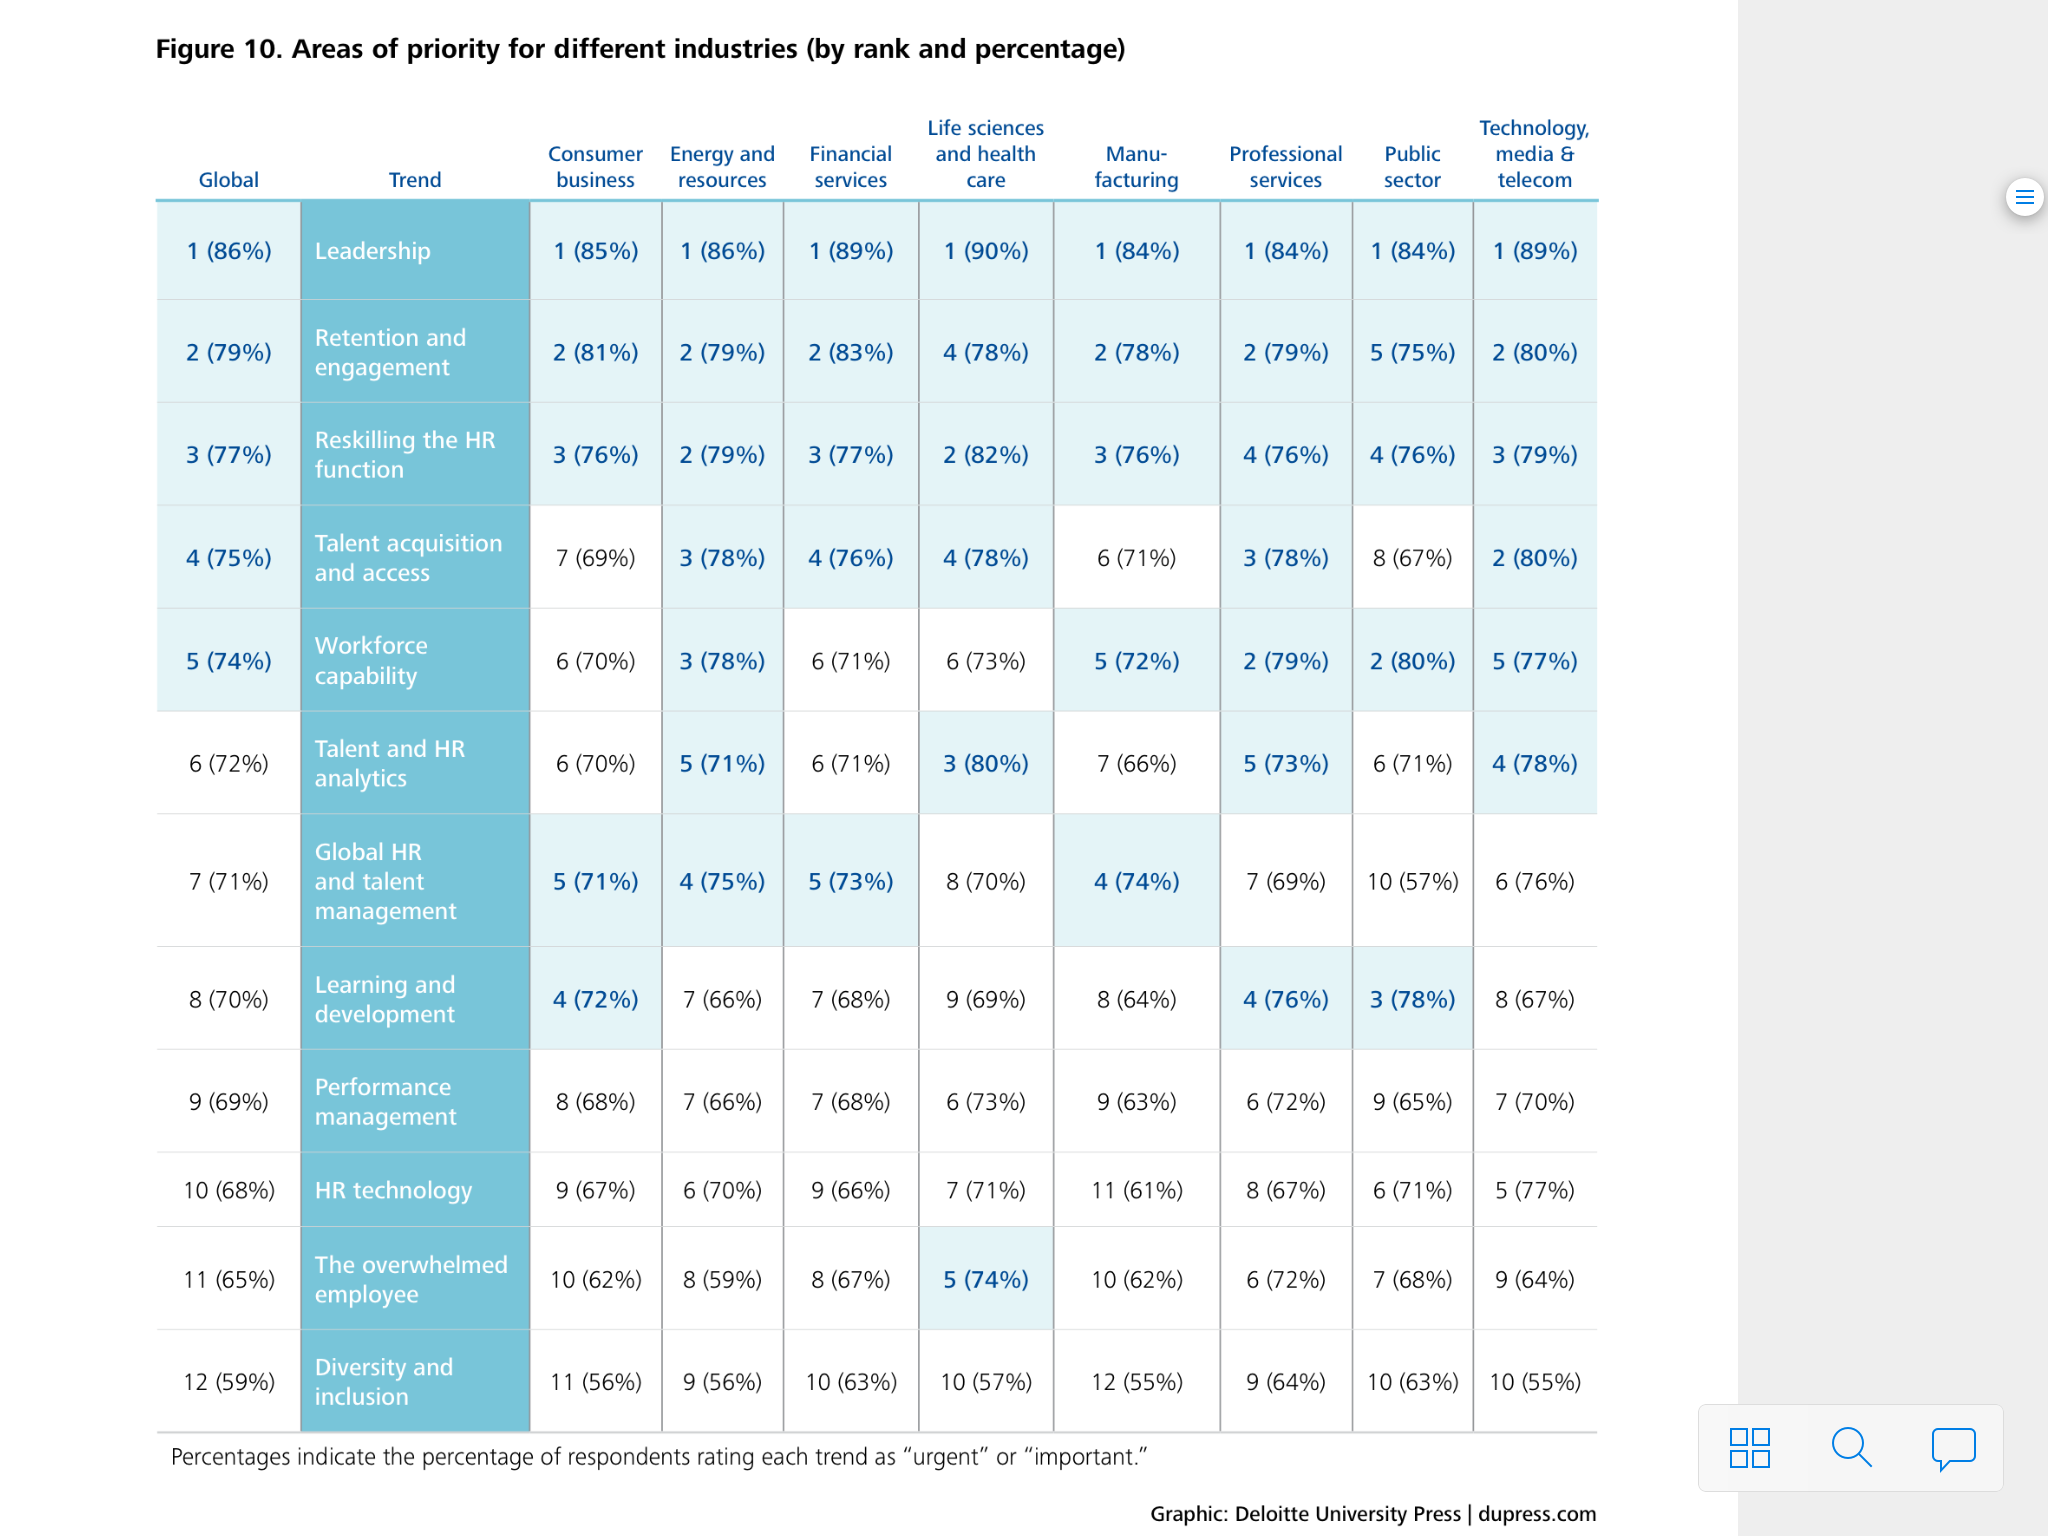 Figure 10. Areas of priority for different industries (by rank and percentage)
Global Trend Consumer business Energy and resources Financial services Life sciences and health care Manu-facturing Professional services Public sector Technology, media & telecom
1 (86%) Leadership 1 (85%) 1 (86%) 1 (89%) 1 (90%) 1 (84%) 1 (84%) 1 (84%) 1 (89%)
2 (79%) Retention and engagement 2 (81%) 2 (79%) 2 (83%) 4 (78%) 2 (78%) 2 (79%) 5 (75%) 2 (80%)
3 (77%) Reskilling the HR function 3 (76%) 2 (79%) 3 (77%) 2 (82%) 3 (76%) 4 (76%) 4 (76%) 3 (79%)
4 (75%) Talent acquisition and access 7 (69%) 3 (78%) 4 (76%) 4 (78%) 6 (71%) 3 (78%) 8 (67%) 2 (80%)
5 (74%) Workforce capability 6 (70%) 3 (78%) 6 (71%) 6 (73%) 5 (72%) 2 (79%) 2 (80%) 5 (77%)
6 (72%) Talent and HR analytics 6 (70%) 5 (71%) 6 (71%) 3 (80%) 7 (66%) 5 (73%) 6 (71%) 4 (78%)
7 (71%) Global HR and talent management 5 (71%) 4 (75%) 5 (73%) 8 (70%) 4 (74%) 7 (69%) 10 (57%) 6 (76%)
8 (70%) Learning and development 4 (72%) 7 (66%) 7 (68%) 9 (69%) 8 (64%) 4 (76%) 3 (78%) 8 (67%)
9 (69%) Performance management 8 (68%) 7 (66%) 7 (68%) 6 (73%) 9 (63%) 6 (72%) 9 (65%) 7 (70%)
10 (68%) HR technology 9 (67%) 6 (70%) 9 (66%) 7 (71%) 11 (61%) 8 (67%) 6 (71%) 5 (77%)
11 (65%) The overwhelmed employee 10 (62%) 8 (59%) 8 (67%) 5 (74%) 10 (62%) 6 (72%) 7 (68%) 9 (64%)
12 (59%) Diversity and inclusion 11 (56%) 9 (56%) 10 (63%) 10 (57%) 12 (55%) 9 (64%) 10 (63%) 10 (55%)
Percentages indicate the percentage of respondents rating each trend as “urgent” or “important.”
Graphic: Deloitte University Press | dupress.com